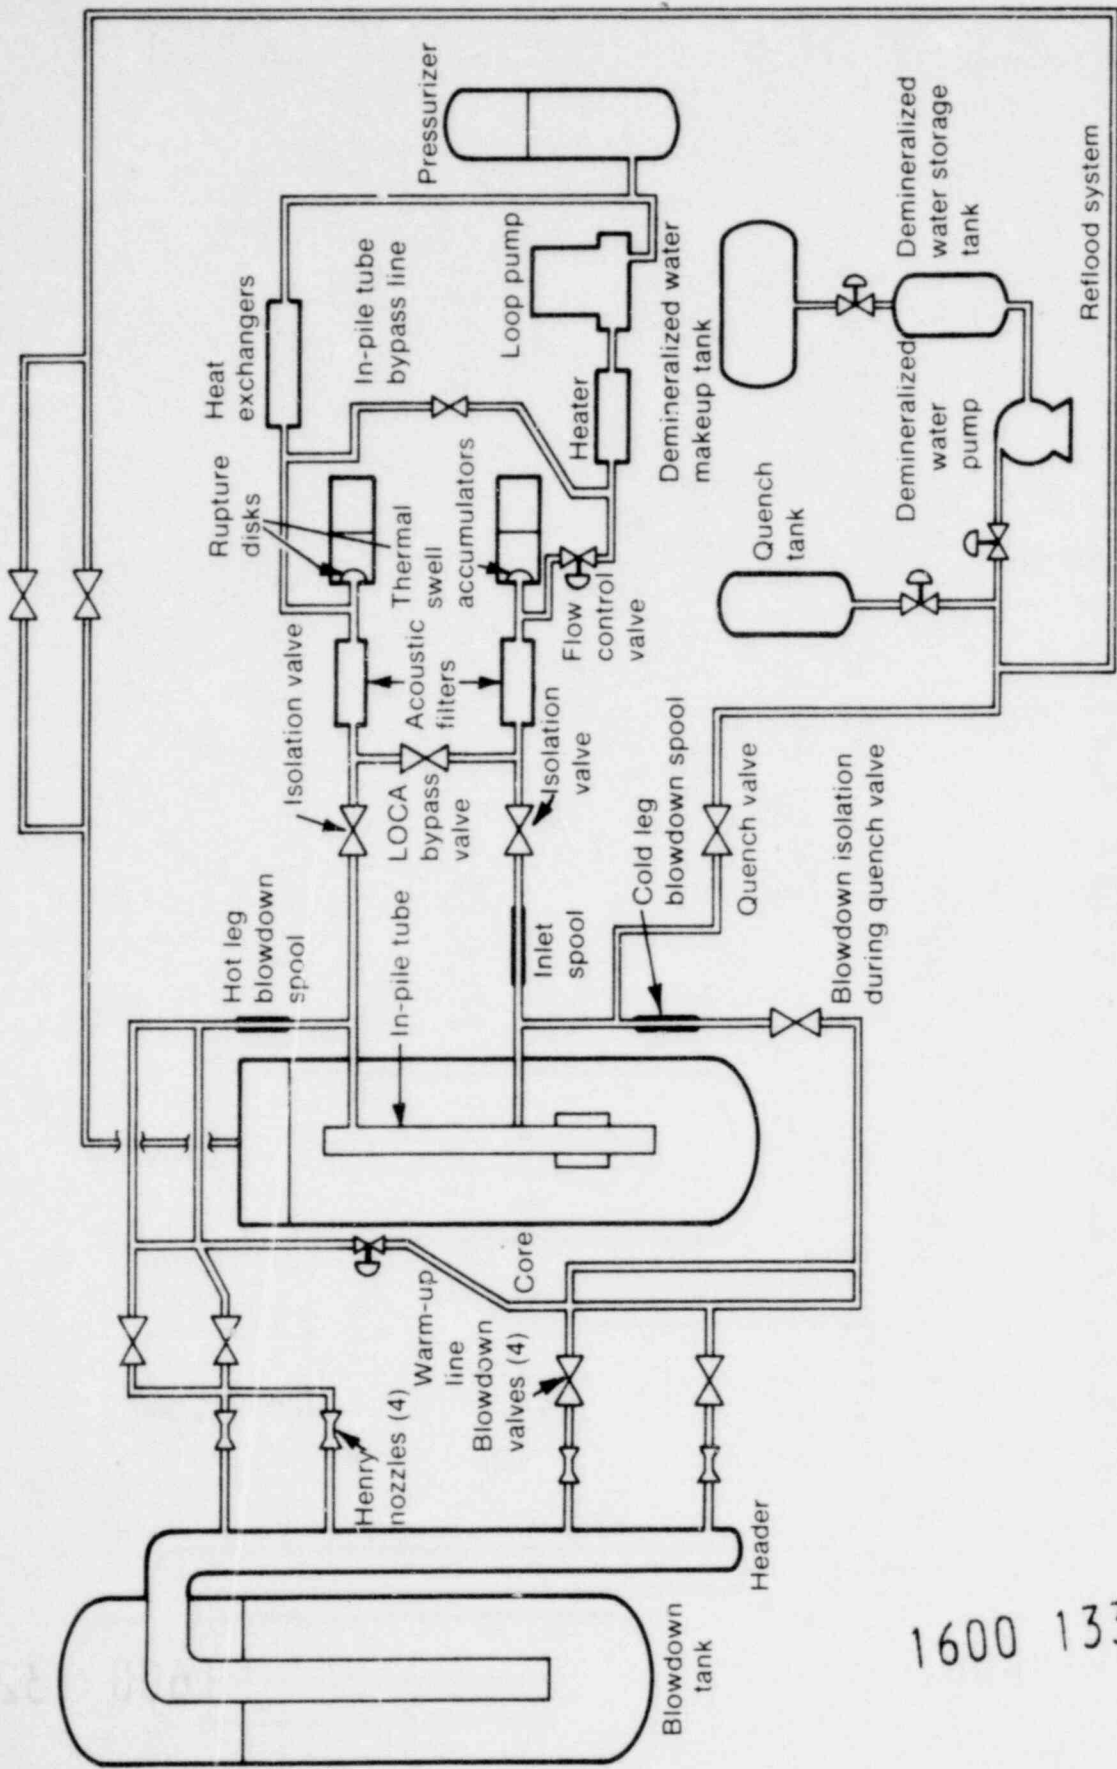 Pressurizer
Heat
exchangers
In-pile tube
bypass line
Loop pump
Heater
Demineralized water
makeup tank
Demineralized
water storage
tank
Reflood system
Rupture
disks
Thermal
swell
accumulators
Flow
control
valve
Quench
tank
Demineralized
water
pump
Isolation valve
Acoustic
filters
LOCA
bypass
valve
Isolation
valve
Hot leg
blowdown
spool
In-pile tube
Inlet
spool
Cold leg
blowdown spool
Quench valve
Blowdown isolation
during quench valve
Core
Warm-up
line
Blowdown
valves (4)
Henry
nozzles (4)
Header
Blowdown
tank
1600 133